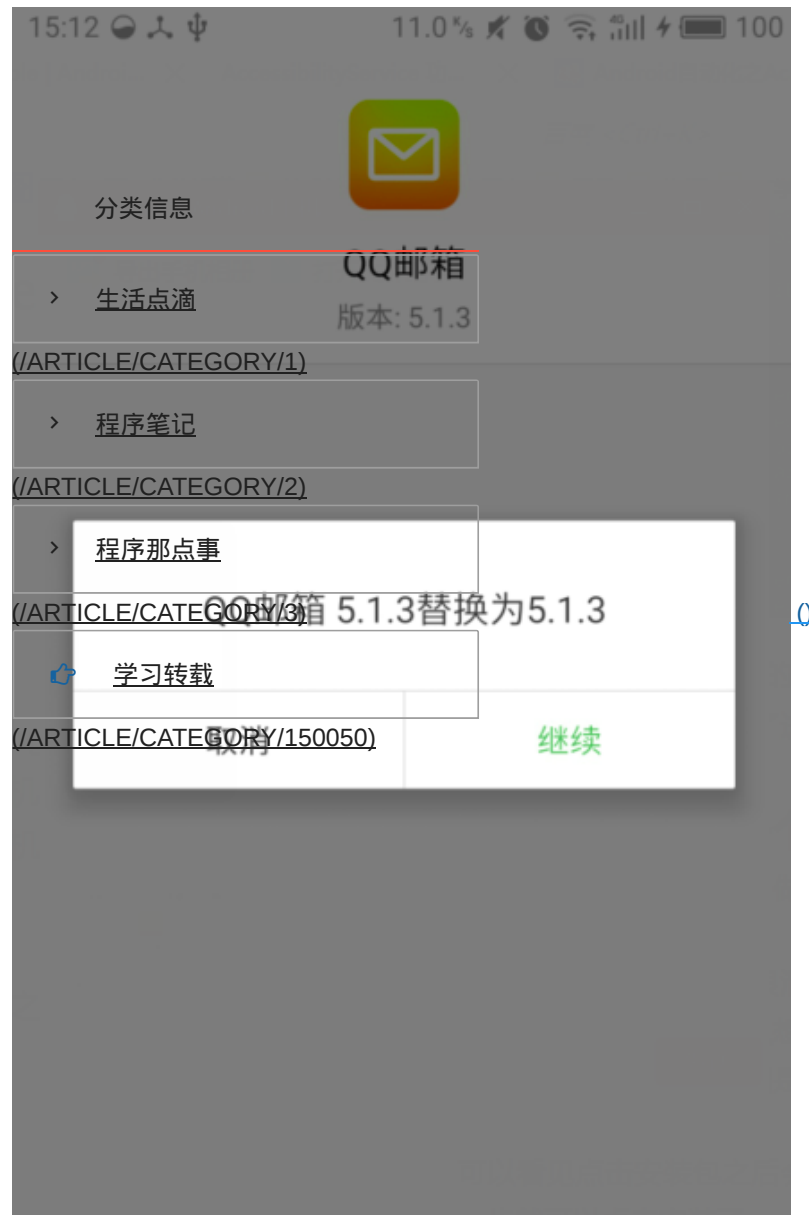 15:12 11.0 K/s 4G 100
分类信息
QQ邮箱
生活点滴
版本: 5.1.3
(/ARTICLE/CATEGORY/1)
程序笔记
(/ARTICLE/CATEGORY/2)
程序那点事
(/ARTICLE/CATEGORY/3)
QQ邮箱 5.1.3替换为5.1.3
()
学习转载
(/ARTICLE/CATEGORY/150050)
取消
继续